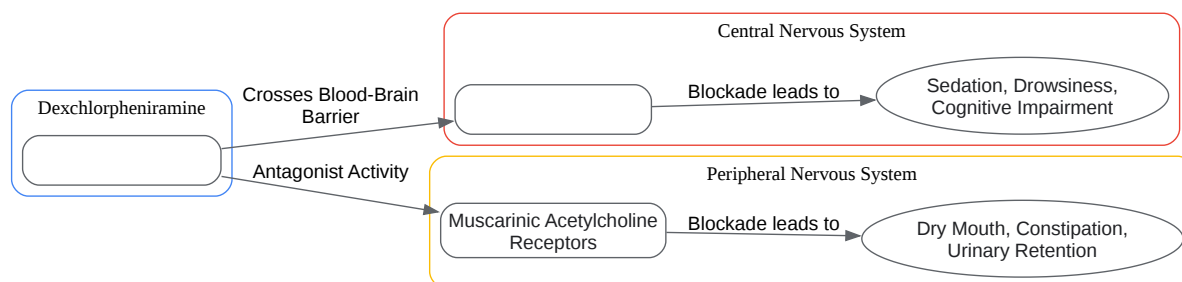 Central Nervous System
Dexchlorpheniramine
Crosses Blood-Brain
Barrier
Blockade leads to
Sedation, Drowsiness,
Cognitive Impairment
Antagonist Activity
Peripheral Nervous System
Muscarinic Acetylcholine
Receptors
Blockade leads to
Dry Mouth, Constipation,
Urinary Retention